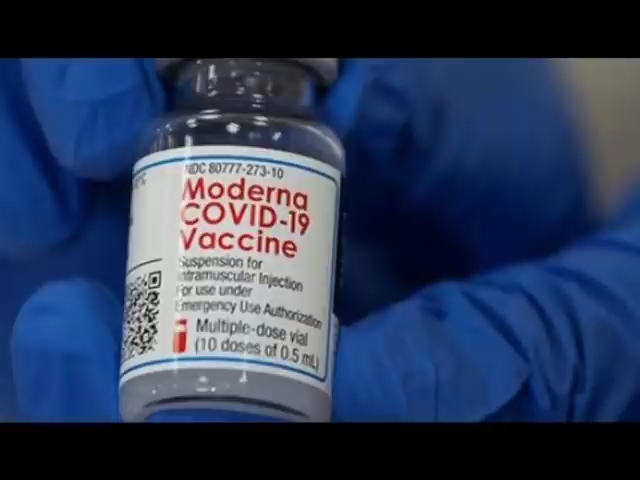 NDC 80777-273-10
Moderna
COVID-19
Vaccine
Suspension for
Intramuscular Injection
For use under
Emergency Use Authorization
Multiple-dose vial
(10 doses of 0.5 mL)